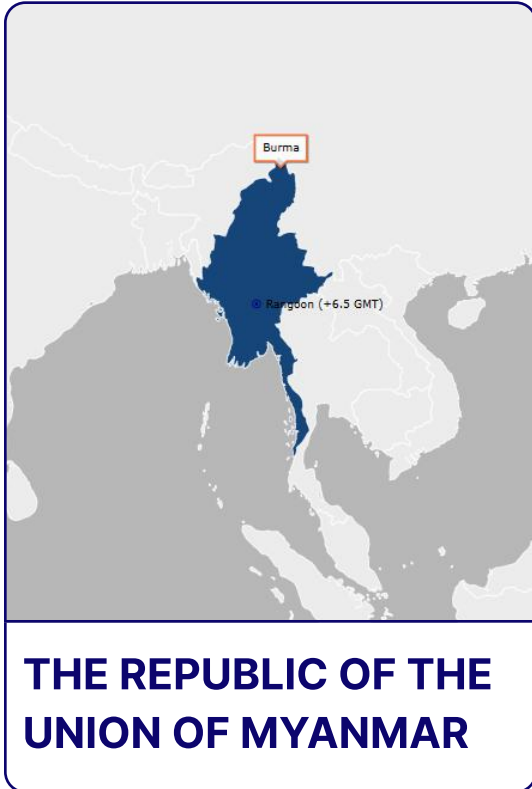 Burma
Rangoon (+6.5 GMT)
THE REPUBLIC OF THE
UNION OF MYANMAR